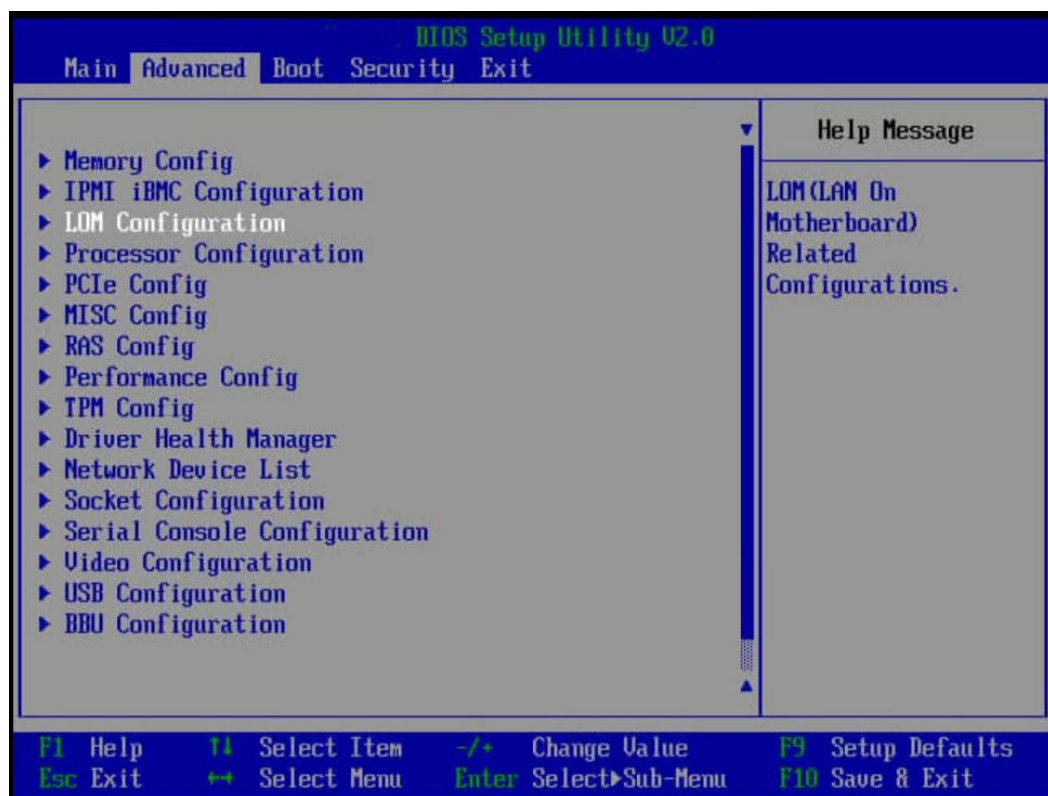 BIOS Setup Utility V2.0
Main Advanced Boot Security Exit
Help Message
▶ Memory Config
▶ IPMI iBMC Configuration
▶ LOM Configuration
▶ Processor Configuration
▶ PCIe Config
▶ MISC Config
▶ RAS Config
▶ Performance Config
▶ TPM Config
▶ Driver Health Manager
▶ Network Device List
▶ Socket Configuration
▶ Serial Console Configuration
▶ Video Configuration
▶ USB Configuration
▶ BBU Configuration
LOM(LAN On
Motherboard)
Related
Configurations.
F1 Help ↑↓ Select Item -/+ Change Value F9 Setup Defaults
Esc Exit ←→ Select Menu Enter Select▶Sub-Menu F10 Save & Exit